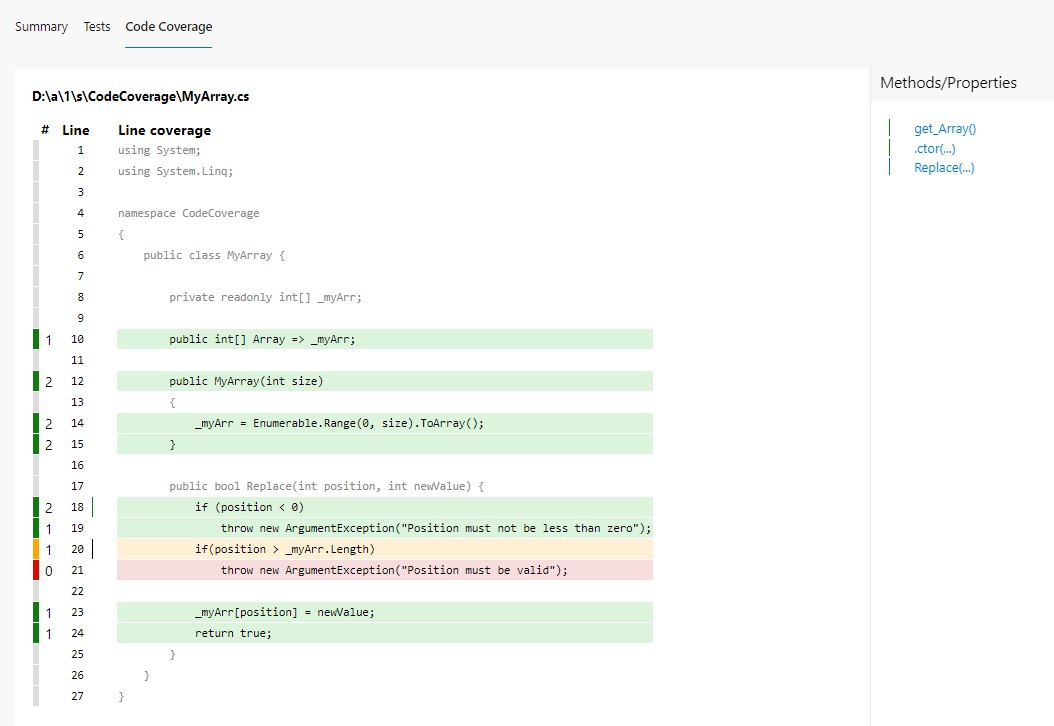 Summary Tests Code Coverage
D:\a\1\s\CodeCoverage\MyArray.cs
# Line Line coverage
1 using System;
2 using System.Linq;
3
4 namespace CodeCoverage
5 {
6 public class MyArray {
7
8 private readonly int[] _myArr;
9
1 10 public int[] Array => _myArr;
11
2 12 public MyArray(int size)
13 {
2 14 _myArr = Enumerable.Range(0, size).ToArray();
2 15 }
16
17 public bool Replace(int position, int newValue) {
2 18 if (position < 0)
1 19 throw new ArgumentException("Position must not be less than zero");
1 20 if(position > _myArr.Length)
0 21 throw new ArgumentException("Position must be valid");
22
1 23 _myArr[position] = newValue;
1 24 return true;
25 }
26 }
27 }
Methods/Properties
get_Array()
.ctor(...)
Replace(...)